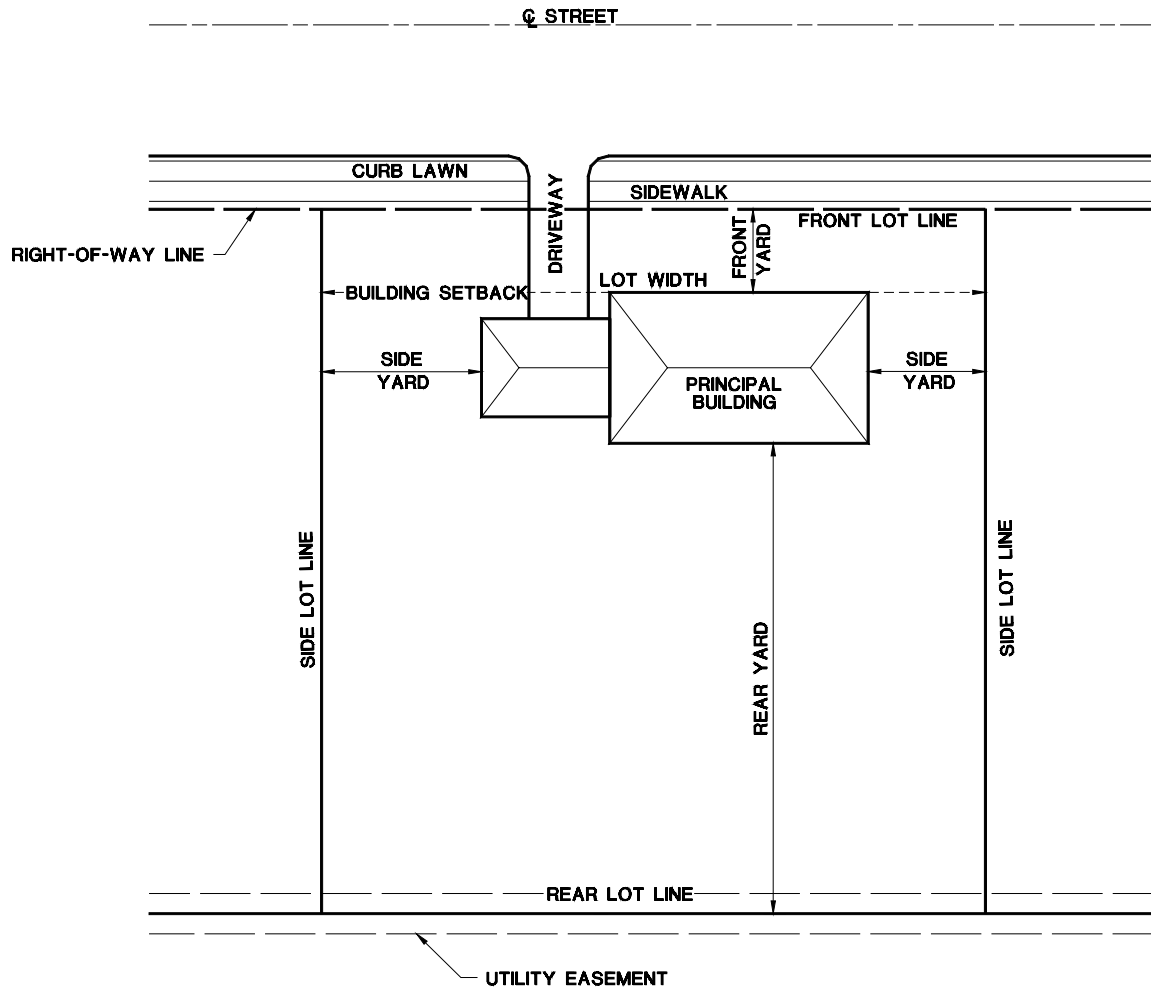 ℄ STREET
CURB LAWN
DRIVEWAY
SIDEWALK
FRONT LOT LINE
RIGHT-OF-WAY LINE
FRONT
YARD
LOT WIDTH
BUILDING SETBACK
SIDE
YARD
PRINCIPAL
BUILDING
SIDE
YARD
SIDE LOT LINE
SIDE LOT LINE
REAR YARD
REAR LOT LINE
UTILITY EASEMENT